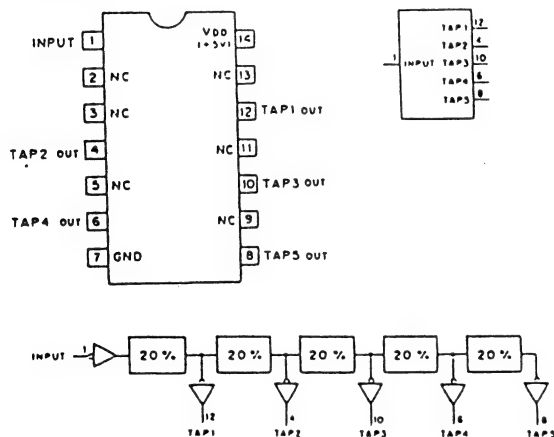 INPUT 1
2 NC
3 NC
TAP2 OUT 4
5 NC
TAP4 OUT 6
7 GND
VDD 14
(+5V)
NC 13
12 TAP1 OUT
NC 11
10 TAP3 OUT
NC 9
8 TAP5 OUT
1 INPUT
TAP1 12
TAP2 4
TAP3 10
TAP4 6
TAP5 8
INPUT 1 20% 20% 20% 20% 20%
12 4 10 6 8
TAP1 TAP2 TAP3 TAP4 TAP5